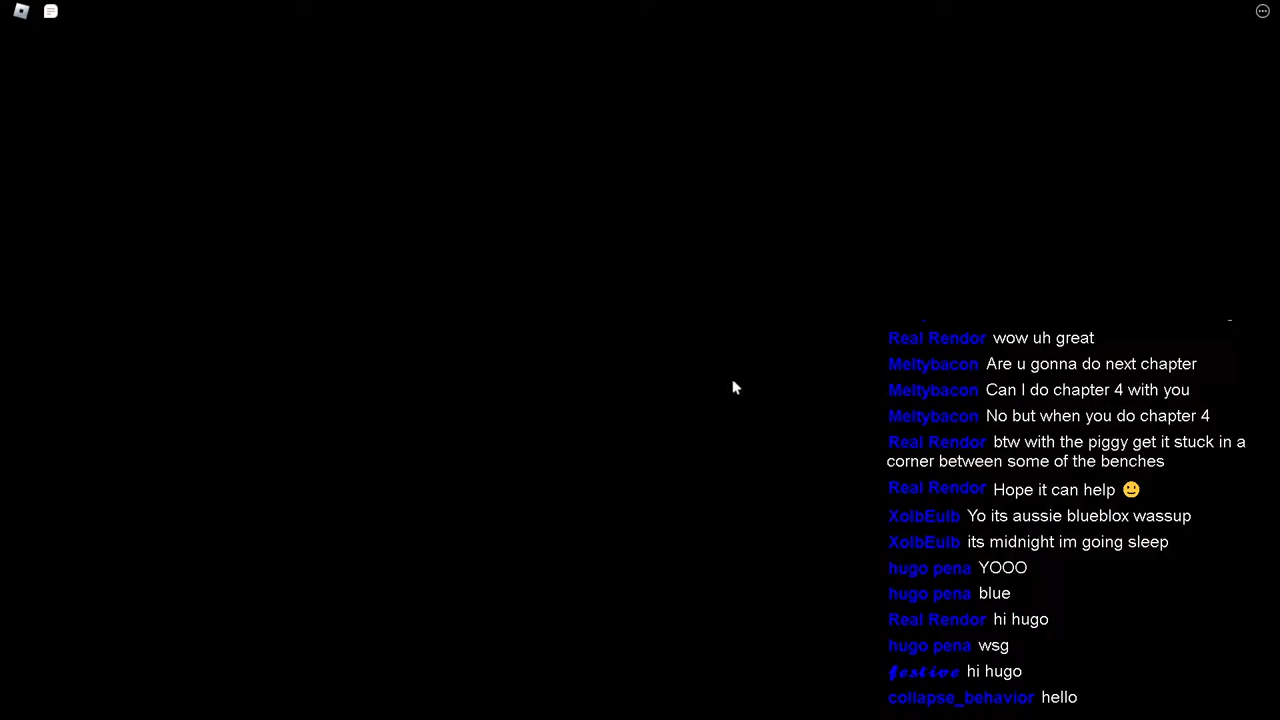 Real Rendor wow uh great
Meltybacon Are u gonna do next chapter
Meltybacon Can I do chapter 4 with you
Meltybacon No but when you do chapter 4
Real Rendor btw with the piggy get it stuck in a
corner between some of the benches
Real Rendor Hope it can help 🙂
XolbEulb Yo its aussie blueblox wassup
XolbEulb its midnight im going sleep
hugo pena YOOO
hugo pena blue
Real Rendor hi hugo
hugo pena wsg
𝓯𝓮𝓼𝓽𝓲𝓿𝓮 hi hugo
collapse_behavior hello